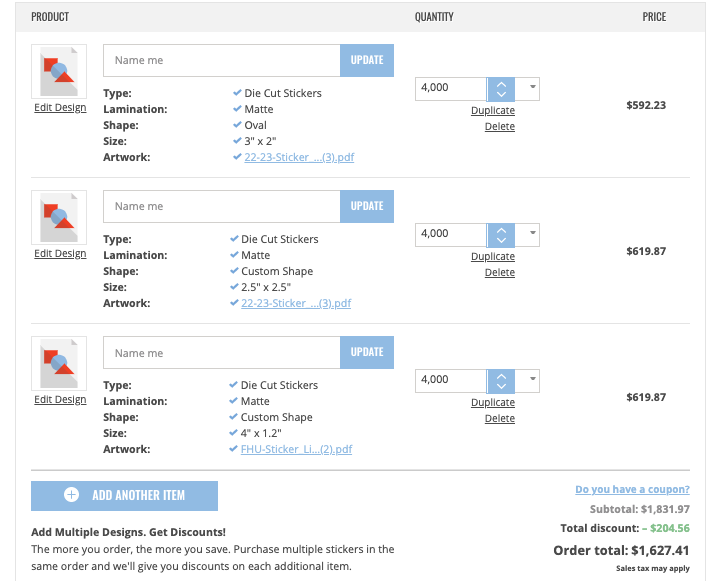 PRODUCT QUANTITY PRICE
Name me UPDATE
Edit Design
Type: Die Cut Stickers
Lamination: Matte
Shape: Oval
Size: 3" x 2"
Artwork: 22-23-Sticker_...(3).pdf
4,000
Duplicate
Delete
$592.23
Name me UPDATE
Edit Design
Type: Die Cut Stickers
Lamination: Matte
Shape: Custom Shape
Size: 2.5" x 2.5"
Artwork: 22-23-Sticker_...(3).pdf
4,000
Duplicate
Delete
$619.87
Name me UPDATE
Edit Design
Type: Die Cut Stickers
Lamination: Matte
Shape: Custom Shape
Size: 4" x 1.2"
Artwork: FHU-Sticker_Li...(2).pdf
4,000
Duplicate
Delete
$619.87
ADD ANOTHER ITEM
Add Multiple Designs. Get Discounts!
The more you order, the more you save. Purchase multiple stickers in the
same order and we'll give you discounts on each additional item.
Do you have a coupon?
Subtotal: $1,831.97
Total discount: – $204.56
Order total: $1,627.41
Sales tax may apply